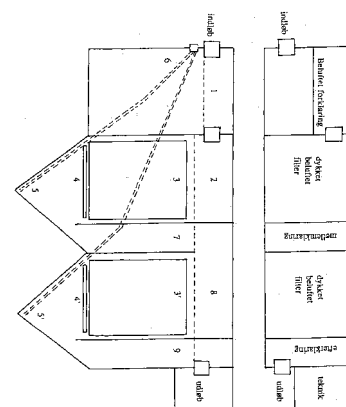 indløb
indløb
Beluftet forklaring
dykket
beluftet
filter
mellemklaring
dykket
beluftet
filter
efterklaring
teknik
udløb
udløb
1
2
3
4
5
6
7
8
3'
4'
5'
9